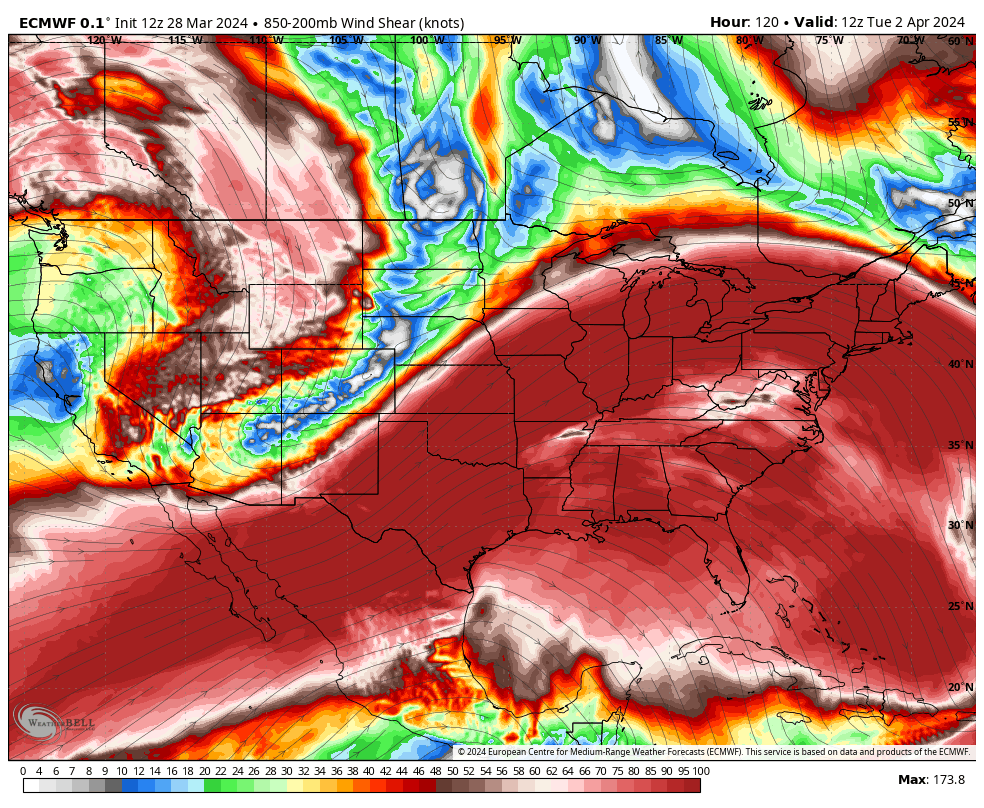 ECMWF 0.1° Init 12z 28 Mar 2024 • 850-200mb Wind Shear (knots)
Hour: 120 • Valid: 12z Tue 2 Apr 2024
120°W 115°W 110°W 105°W 100°W 95°W 90°W 85°W 80°W 75°W 70°W 60°N
55°N
50°N
45°N
40°N
35°N
30°N
25°N
20°N
WEATHERBELL
© 2024 European Centre for Medium-Range Weather Forecasts (ECMWF). This service is based on data and products of the ECMWF.
0 4 6 7 8 9 10 12 14 16 18 20 22 24 26 28 30 32 34 36 38 40 42 44 46 48 50 52 54 56 58 60 62 64 66 70 75 80 85 90 95 100
Max: 173.8